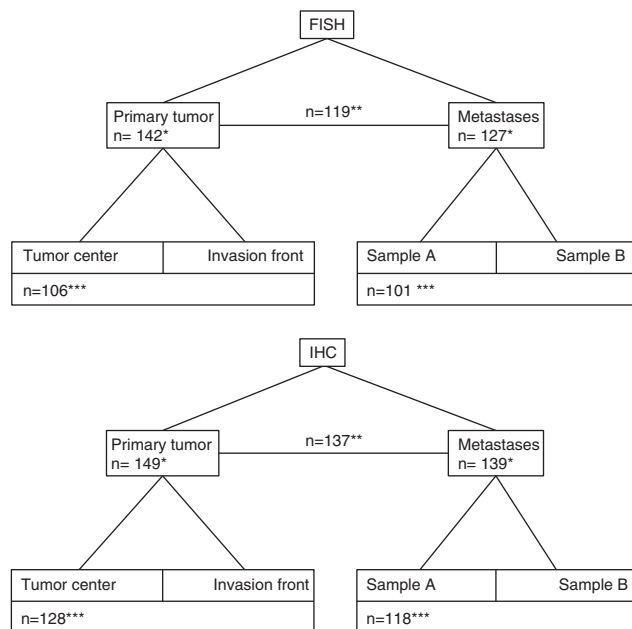 FISH
Primary tumor
n= 142*
n=119**
Metastases
n= 127*
Tumor center
Invasion front
Sample A
Sample B
n=106***
n=101 ***
IHC
Primary tumor
n= 149*
n=137**
Metastases
n= 139*
Tumor center
Invasion front
Sample A
Sample B
n=128***
n=118***